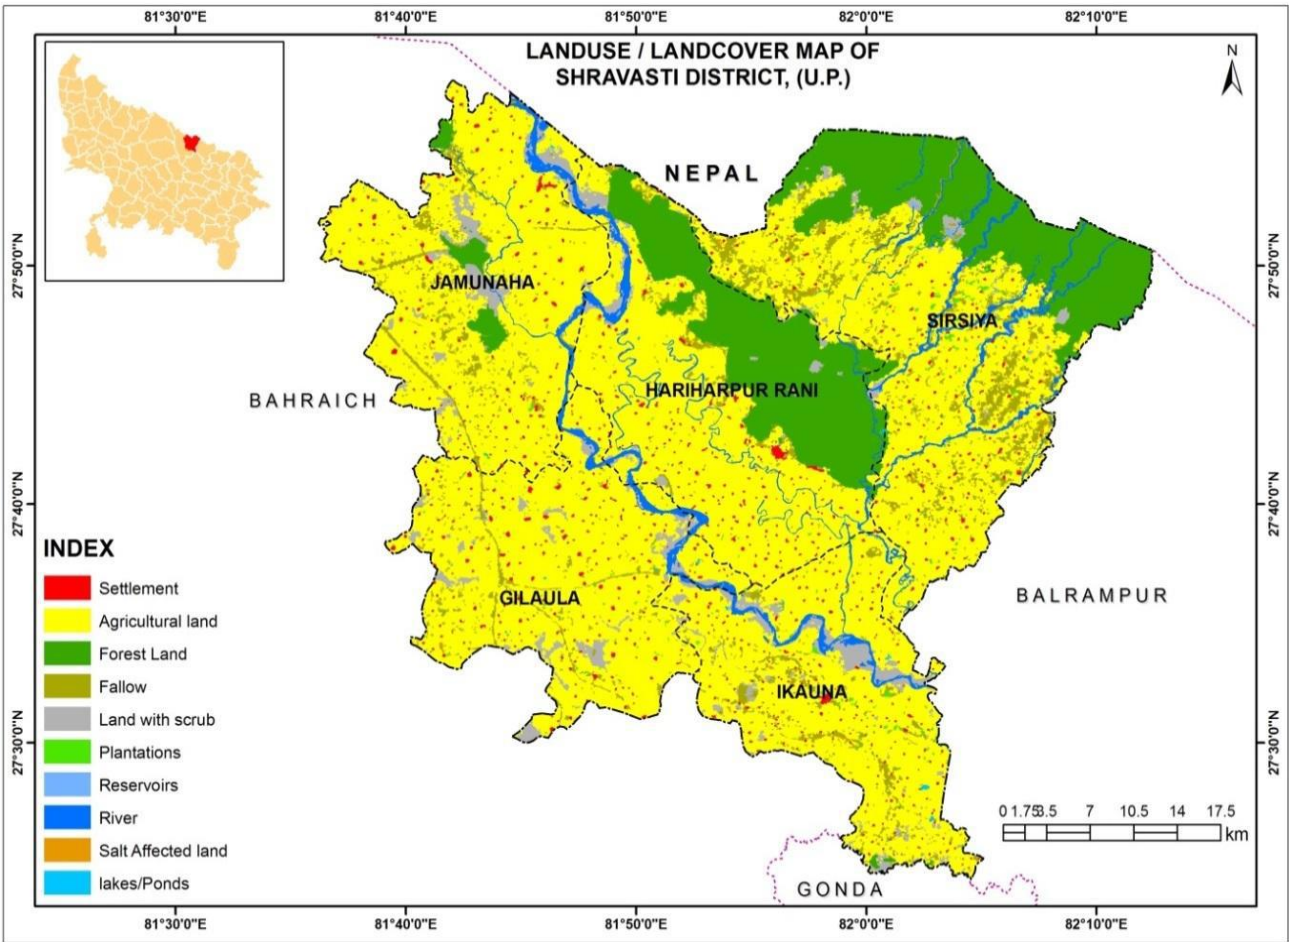 81°30'0"E 81°40'0"E 81°50'0"E 82°0'0"E 82°10'0"E
LANDUSE / LANDCOVER MAP OF
SHRAVASTI DISTRICT, (U.P.)
N
NEPAL
27°50'0"N
27°50'0"N
JAMUNAHA
SIRSIYA
HARIHARPUR RANI
BAHRAICH
27°40'0"N
27°40'0"N
GILAULA
BALRAMPUR
IKAUNA
27°30'0"N
27°30'0"N
INDEX
Settlement
Agricultural land
Forest Land
Fallow
Land with scrub
Plantations
Reservoirs
River
Salt Affected land
lakes/Ponds
0 1.75 3.5 7 10.5 14 17.5
km
GONDA
81°30'0"E 81°40'0"E 81°50'0"E 82°0'0"E 82°10'0"E